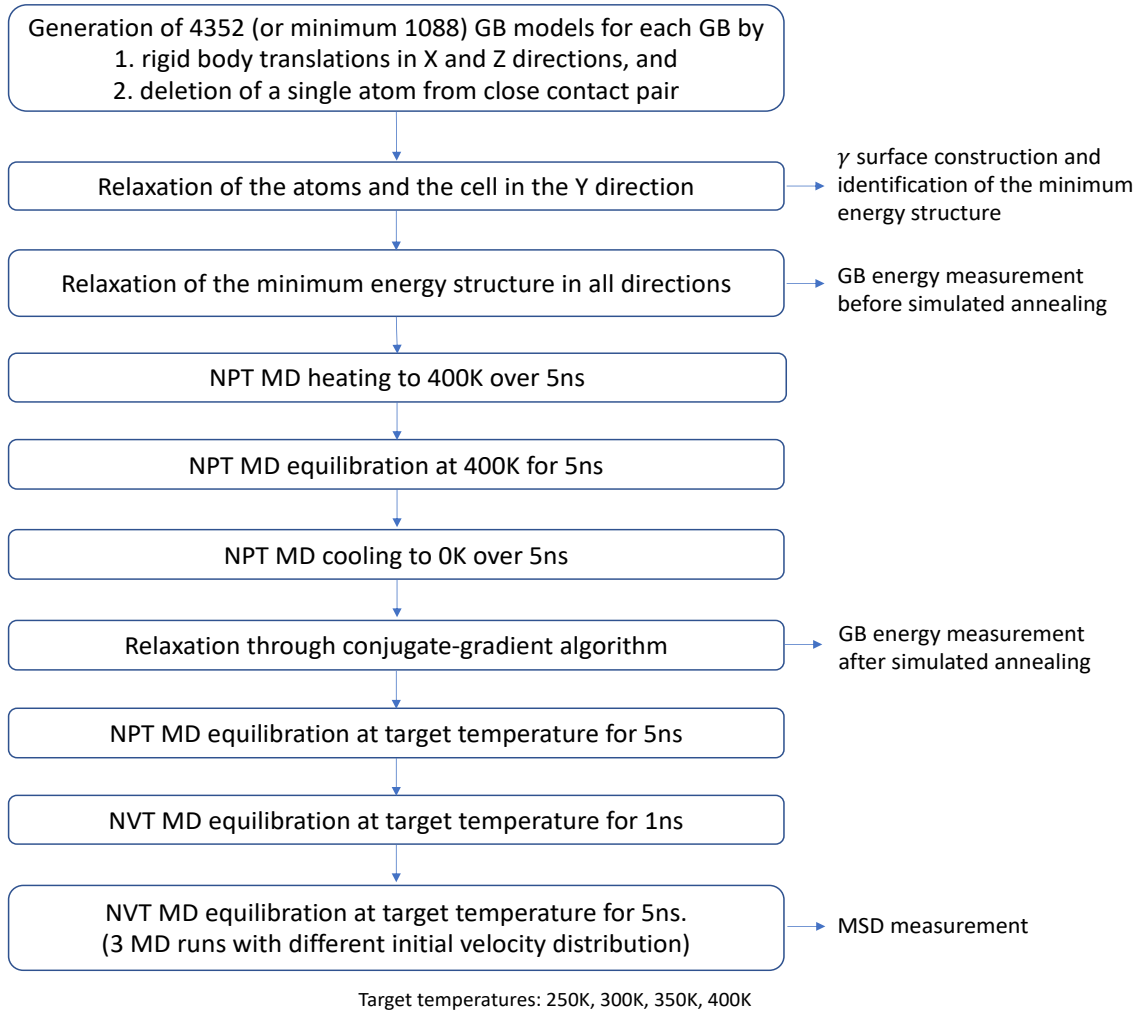 Generation of 4352 (or minimum 1088) GB models for each GB by
1. rigid body translations in X and Z directions, and
2. deletion of a single atom from close contact pair
Relaxation of the atoms and the cell in the Y direction
γ surface construction and
identification of the minimum
energy structure
Relaxation of the minimum energy structure in all directions
GB energy measurement
before simulated annealing
NPT MD heating to 400K over 5ns
NPT MD equilibration at 400K for 5ns
NPT MD cooling to 0K over 5ns
Relaxation through conjugate-gradient algorithm
GB energy measurement
after simulated annealing
NPT MD equilibration at target temperature for 5ns
NVT MD equilibration at target temperature for 1ns
NVT MD equilibration at target temperature for 5ns.
(3 MD runs with different initial velocity distribution)
MSD measurement
Target temperatures: 250K, 300K, 350K, 400K